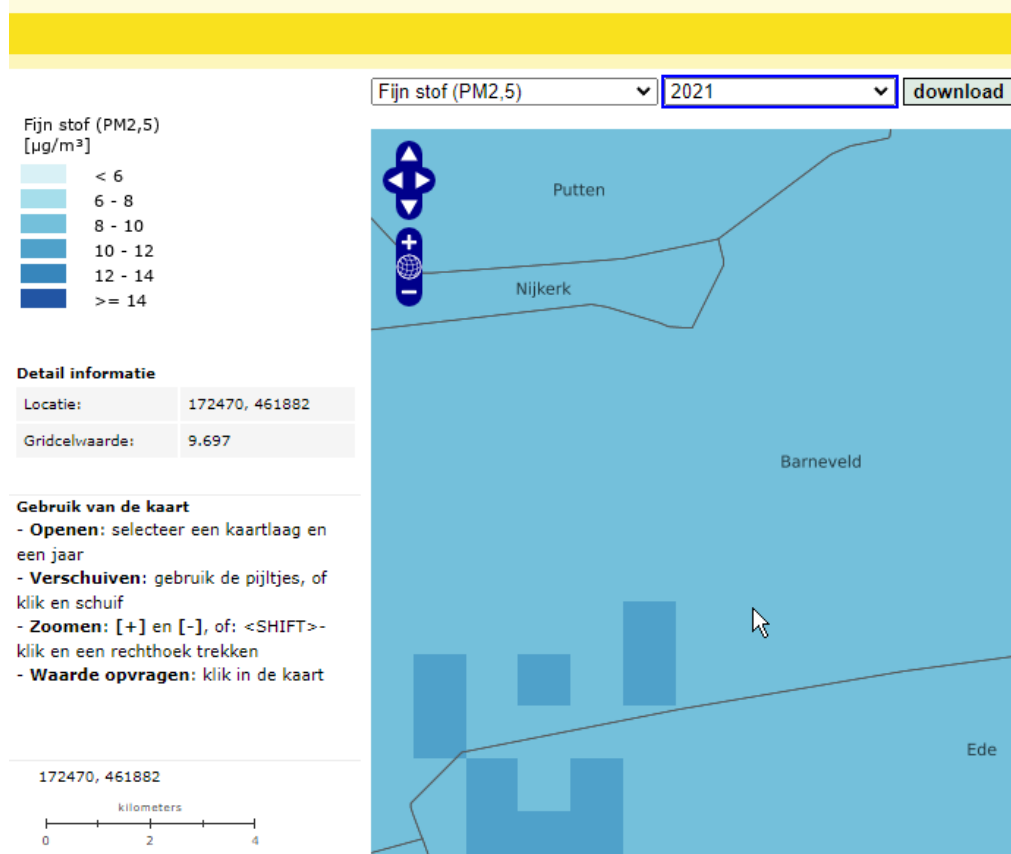 Fijn stof (PM2,5)
2021
download
Fijn stof (PM2,5)
[µg/m³]
< 6
6 - 8
8 - 10
10 - 12
12 - 14
>= 14
Detail informatie
Locatie: 172470, 461882
Gridcelwaarde: 9.697
Gebruik van de kaart
- Openen: selecteer een kaartlaag en
een jaar
- Verschuiven: gebruik de pijltjes, of
klik en schuif
- Zoomen: [+] en [-], of: <SHIFT>-
klik en een rechthoek trekken
- Waarde opvragen: klik in de kaart
172470, 461882
kilometers
0 2 4
Putten
Nijkerk
Barneveld
Ede